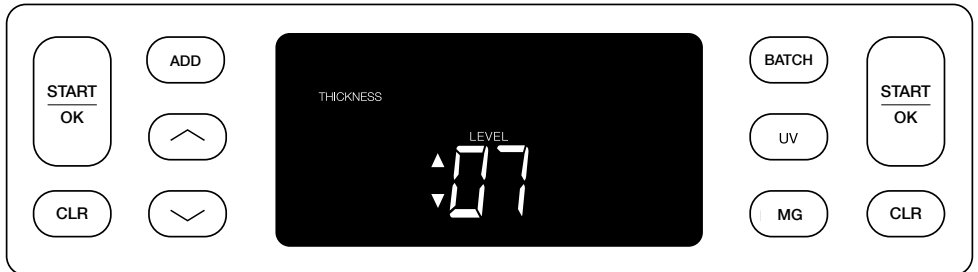 START
OK
CLR
ADD
THICKNESS
LEVEL
07
BATCH
UV
MG
START
OK
CLR